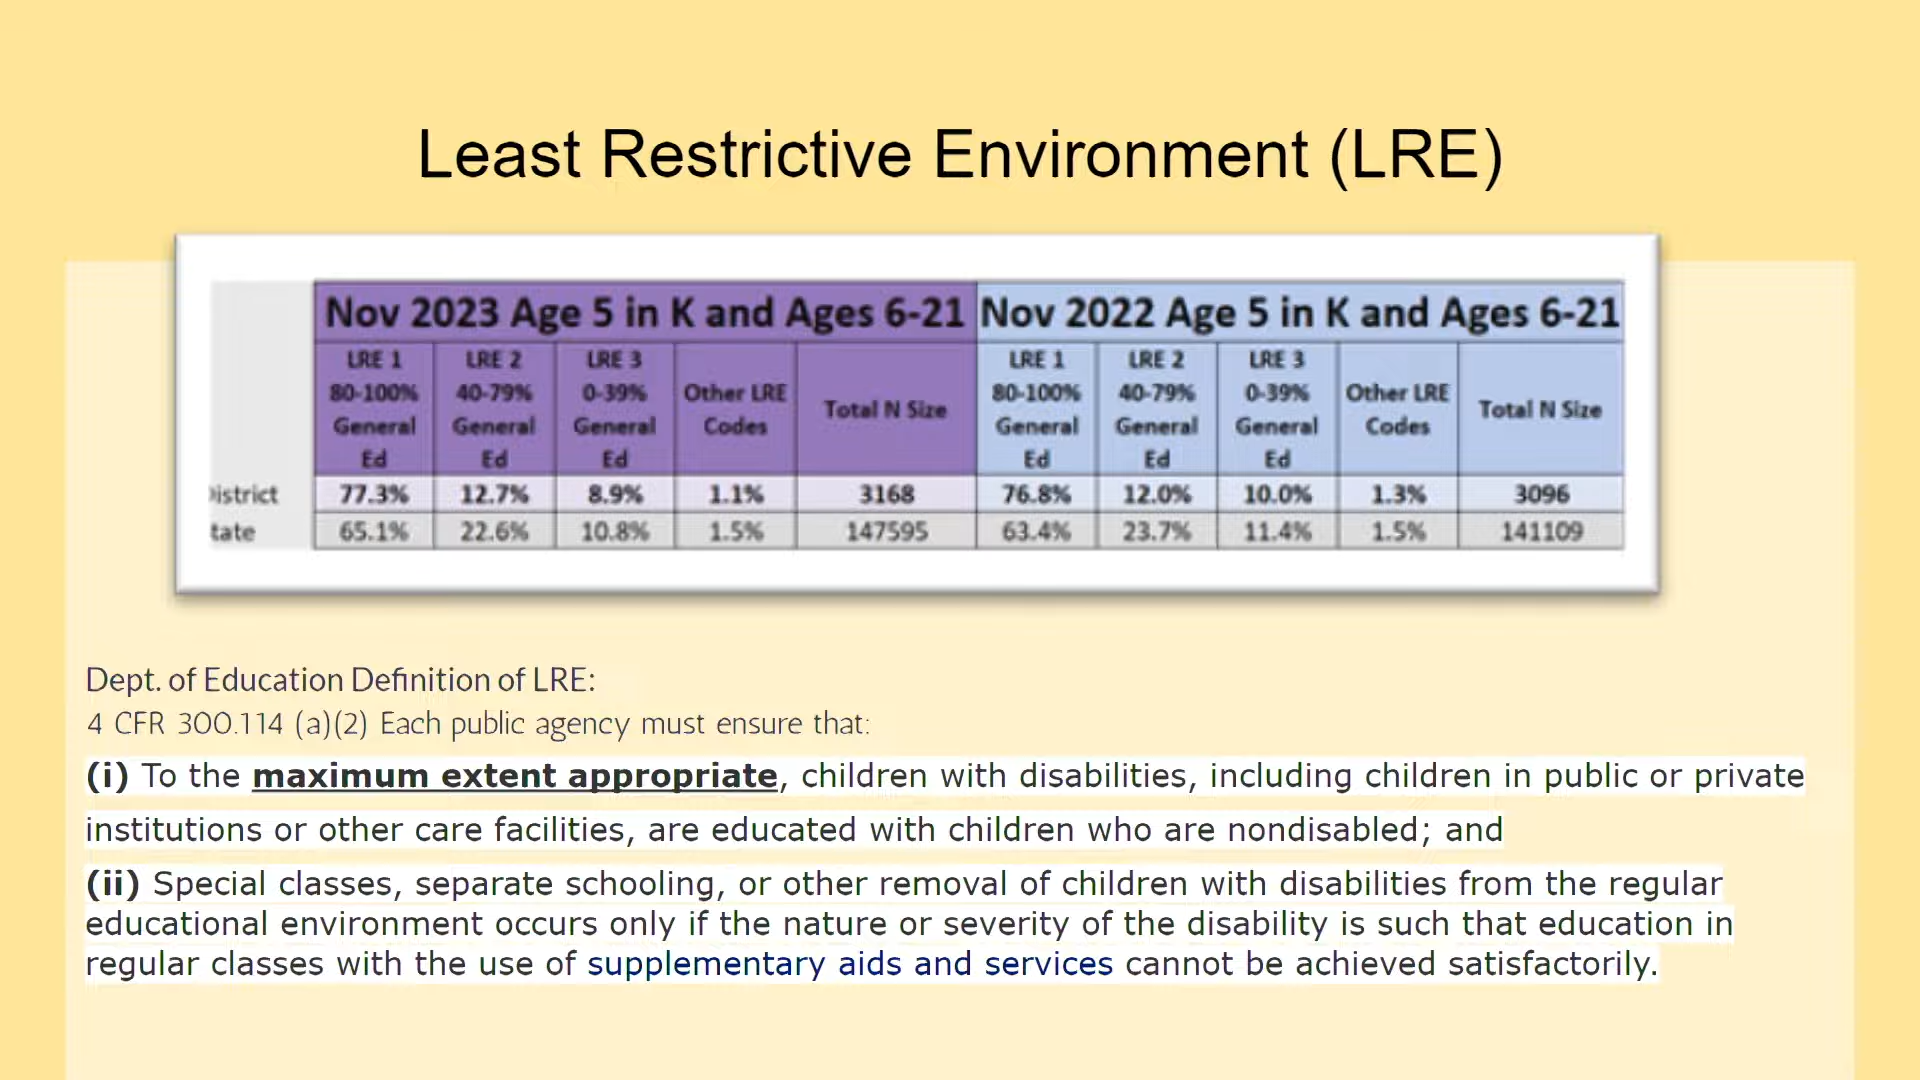 Least Restrictive Environment (LRE)
Nov 2023 Age 5 in K and Ages 6-21 Nov 2022 Age 5 in K and Ages 6-21
LRE 1 LRE 2 LRE 3 LRE 1 LRE 2 LRE 3
80-100% 40-79% 0-39% Other LRE Total N Size 80-100% 40-79% 0-39% Other LRE Total N Size
General General General Codes General General General Codes
Ed Ed Ed Ed Ed Ed
istrict 77.3% 12.7% 8.9% 1.1% 3168 76.8% 12.0% 10.0% 1.3% 3096
tate 65.1% 22.6% 10.8% 1.5% 147595 63.4% 23.7% 11.4% 1.5% 141109
Dept. of Education Definition of LRE:
4 CFR 300.114 (a)(2) Each public agency must ensure that:
(i) To the maximum extent appropriate, children with disabilities, including children in public or private
institutions or other care facilities, are educated with children who are nondisabled; and
(ii) Special classes, separate schooling, or other removal of children with disabilities from the regular
educational environment occurs only if the nature or severity of the disability is such that education in
regular classes with the use of supplementary aids and services cannot be achieved satisfactorily.